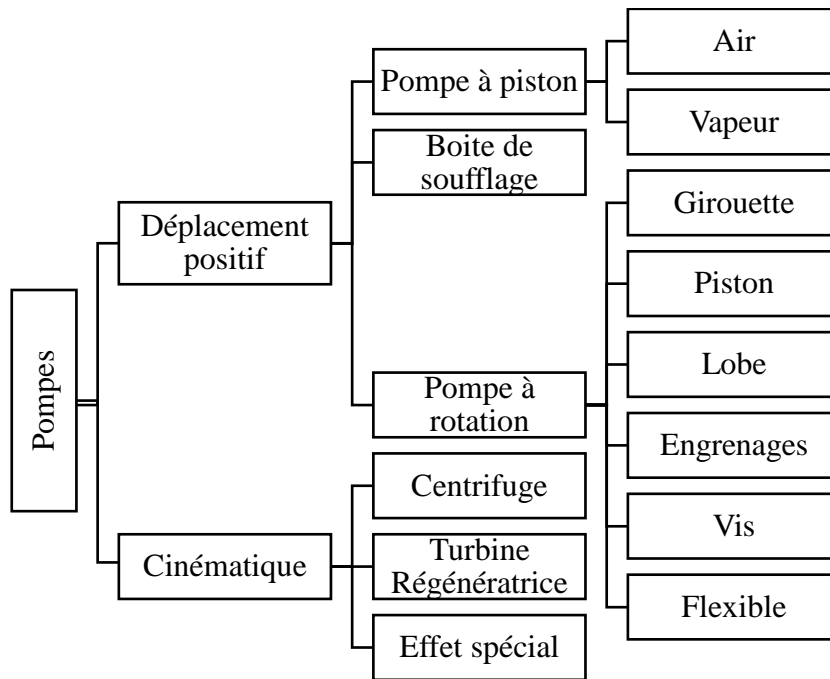 Pompes
Déplacement
positif
Pompe à piston
Air
Vapeur
Boite de
soufflage
Pompe à
rotation
Girouette
Piston
Lobe
Engrenages
Vis
Flexible
Cinématique
Centrifuge
Turbine
Régénératrice
Effet spécial